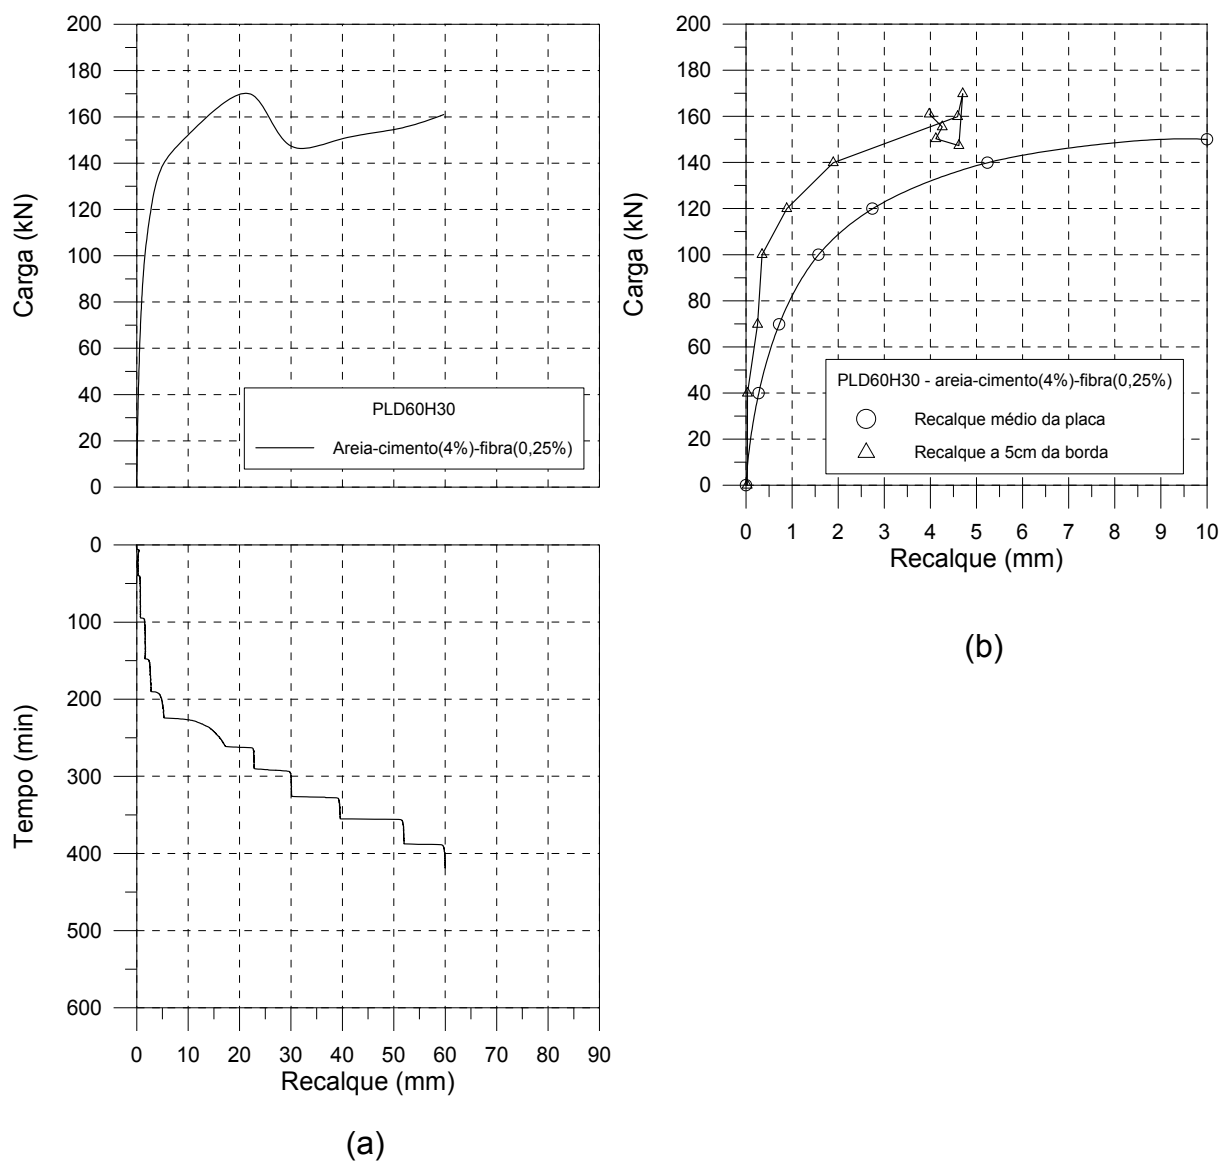 200
180
160
140
120
100
80
60
40
20
0
Carga (kN)
PLD60H30
Areia-cimento(4%)-fibra(0,25%)
0
100
200
300
400
500
600
Tempo (min)
0 10 20 30 40 50 60 70 80 90
Recalque (mm)
(a)
200
180
160
140
120
100
80
60
40
20
0
Carga (kN)
PLD60H30 - areia-cimento(4%)-fibra(0,25%)
Recalque médio da placa
Recalque a 5cm da borda
0 1 2 3 4 5 6 7 8 9 10
Recalque (mm)
(b)